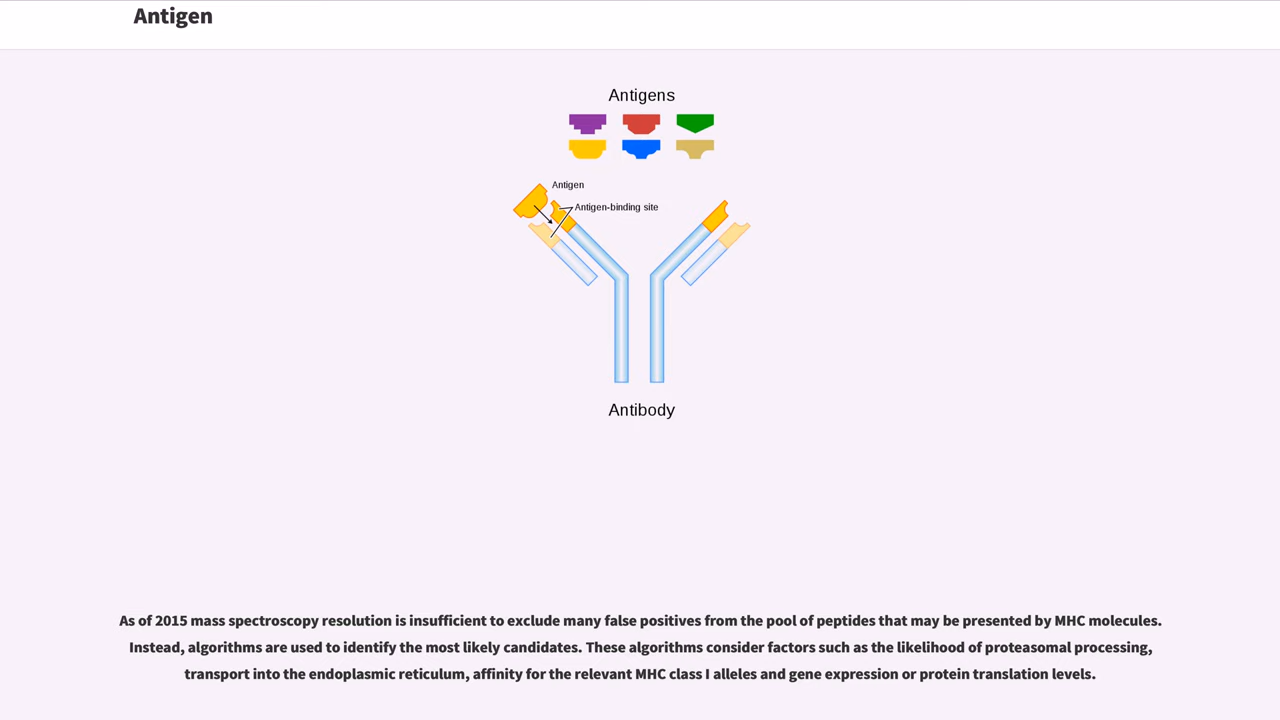 Antigen
Antigens
Antigen
Antigen-binding site
Antibody
As of 2015 mass spectroscopy resolution is insufficient to exclude many false positives from the pool of peptides that may be presented by MHC molecules.
Instead, algorithms are used to identify the most likely candidates. These algorithms consider factors such as the likelihood of proteasomal processing,
transport into the endoplasmic reticulum, affinity for the relevant MHC class I alleles and gene expression or protein translation levels.